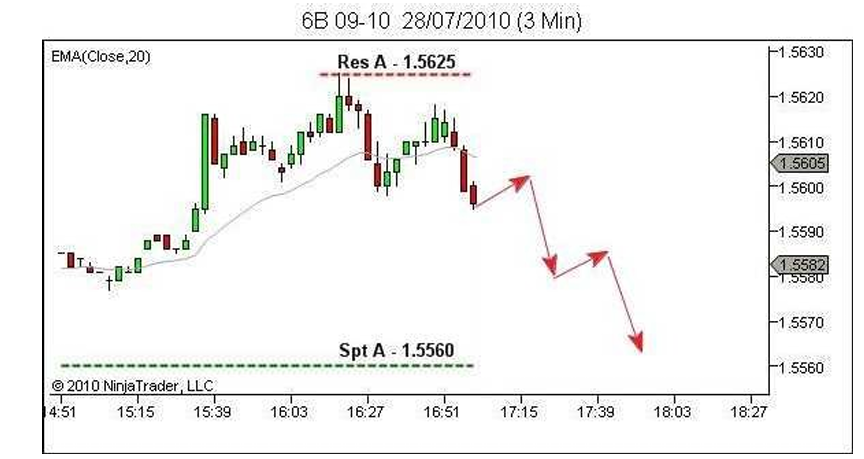 6B 09-10 28/07/2010 (3 Min)
EMA(Close,20)
Res A - 1.5625
1.5630
1.5620
1.5610
1.5605
1.5600
1.5590
1.5582
1.5580
1.5570
Spt A - 1.5560
1.5560
© 2010 NinjaTrader, LLC
4:51 15:15 15:39 16:03 16:27 16:51 17:15 17:39 18:03 18:27